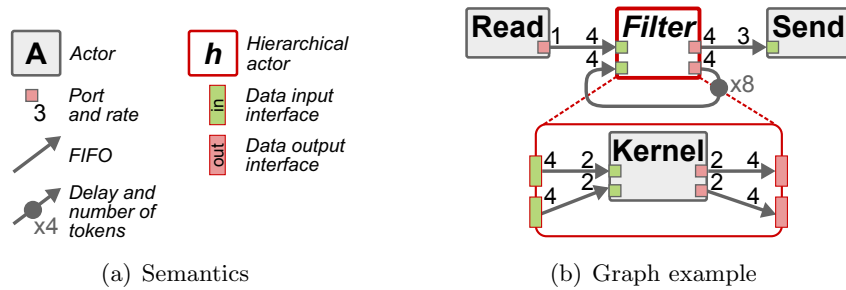 A
Actor
h
Hierarchical
actor
3
Port
and rate
in
Data input
interface
FIFO
out
Data output
interface
x4
Delay and
number of
tokens
(a) Semantics
Read
Filter
Send
1
4
4
3
4
4
x8
Kernel
4
2
2
4
4
2
2
4
(b) Graph example